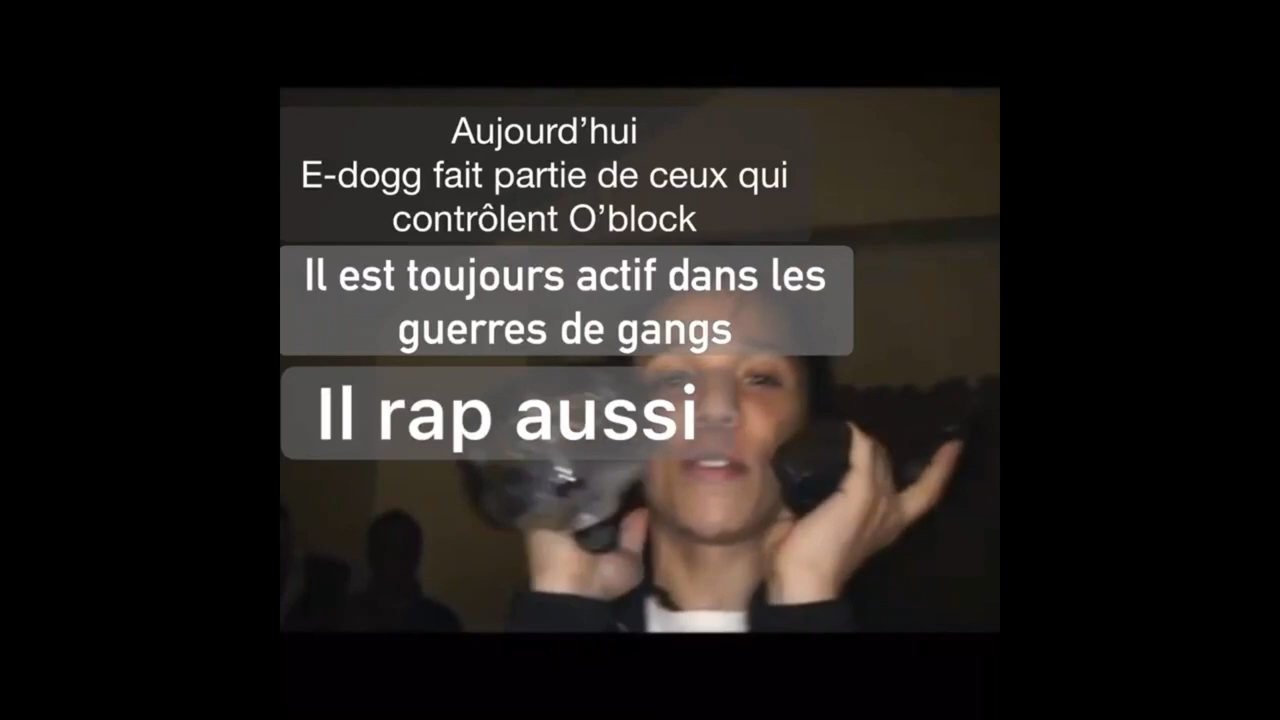 Aujourd’hui
E-dogg fait partie de ceux qui
contrôlent O’block
Il est toujours actif dans les
guerres de gangs
Il rap aussi